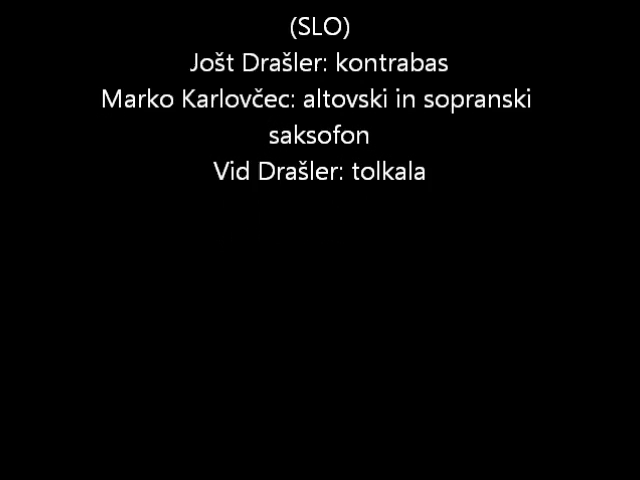 (SLO)
Jošt Drašler: kontrabas
Marko Karlovčec: altovski in sopranski
saksofon
Vid Drašler: tolkala